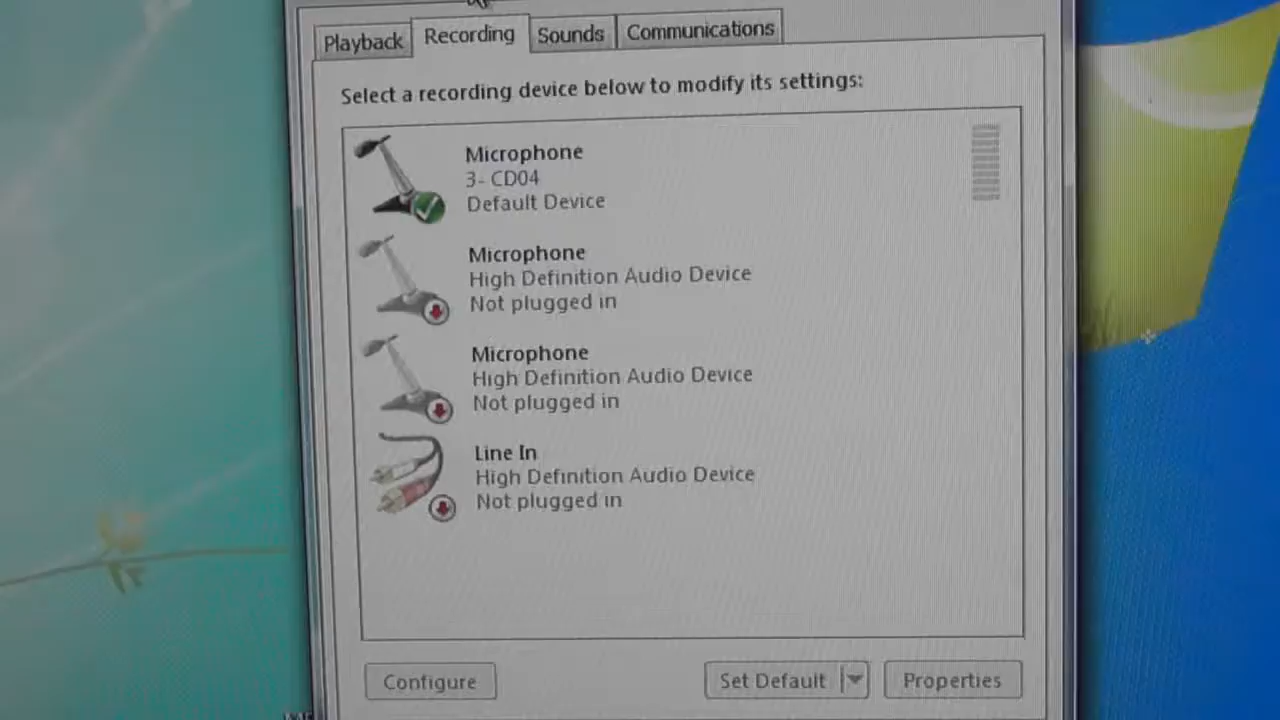 Playback Recording Sounds Communications
Select a recording device below to modify its settings:
Microphone
3- CD04
Default Device
Microphone
High Definition Audio Device
Not plugged in
Microphone
High Definition Audio Device
Not plugged in
Line In
High Definition Audio Device
Not plugged in
Configure Set Default Properties